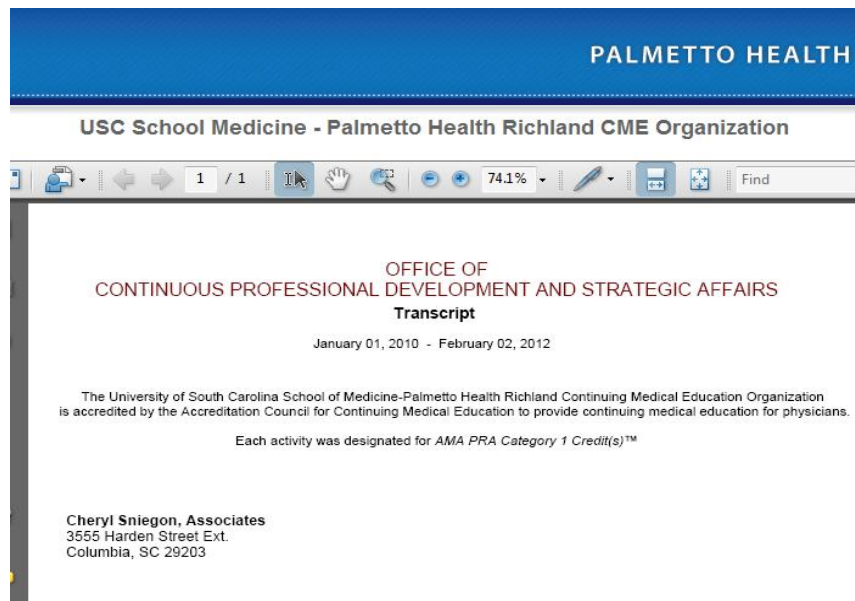 PALMETTO HEALTH
USC School Medicine - Palmetto Health Richland CME Organization
1 / 1 74.1% Find
OFFICE OF
CONTINUOUS PROFESSIONAL DEVELOPMENT AND STRATEGIC AFFAIRS
Transcript
January 01, 2010 - February 02, 2012
The University of South Carolina School of Medicine-Palmetto Health Richland Continuing Medical Education Organization
is accredited by the Accreditation Council for Continuing Medical Education to provide continuing medical education for physicians.
Each activity was designated for AMA PRA Category 1 Credit(s)™
Cheryl Sniegon, Associates
3555 Harden Street Ext.
Columbia, SC 29203